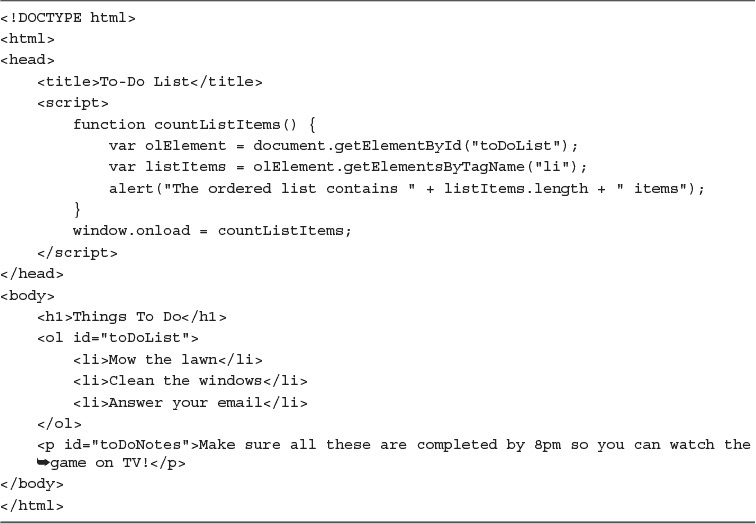 <!DOCTYPE html>
<html>
<head>
    <title>To-Do List</title>
    <script>
        function countListItems() {
            var olElement = document.getElementById("toDoList");
            var listItems = olElement.getElementsByTagName("li");
            alert("The ordered list contains " + listItems.length + " items");
        }
        window.onload = countListItems;
    </script>
</head>
<body>
    <h1>Things To Do</h1>
    <ol id="toDoList">
        <li>Mow the lawn</li>
        <li>Clean the windows</li>
        <li>Answer your email</li>
    </ol>
    <p id="toDoNotes">Make sure all these are completed by 8pm so you can watch the
    ➥game on TV!</p>
</body>
</html>